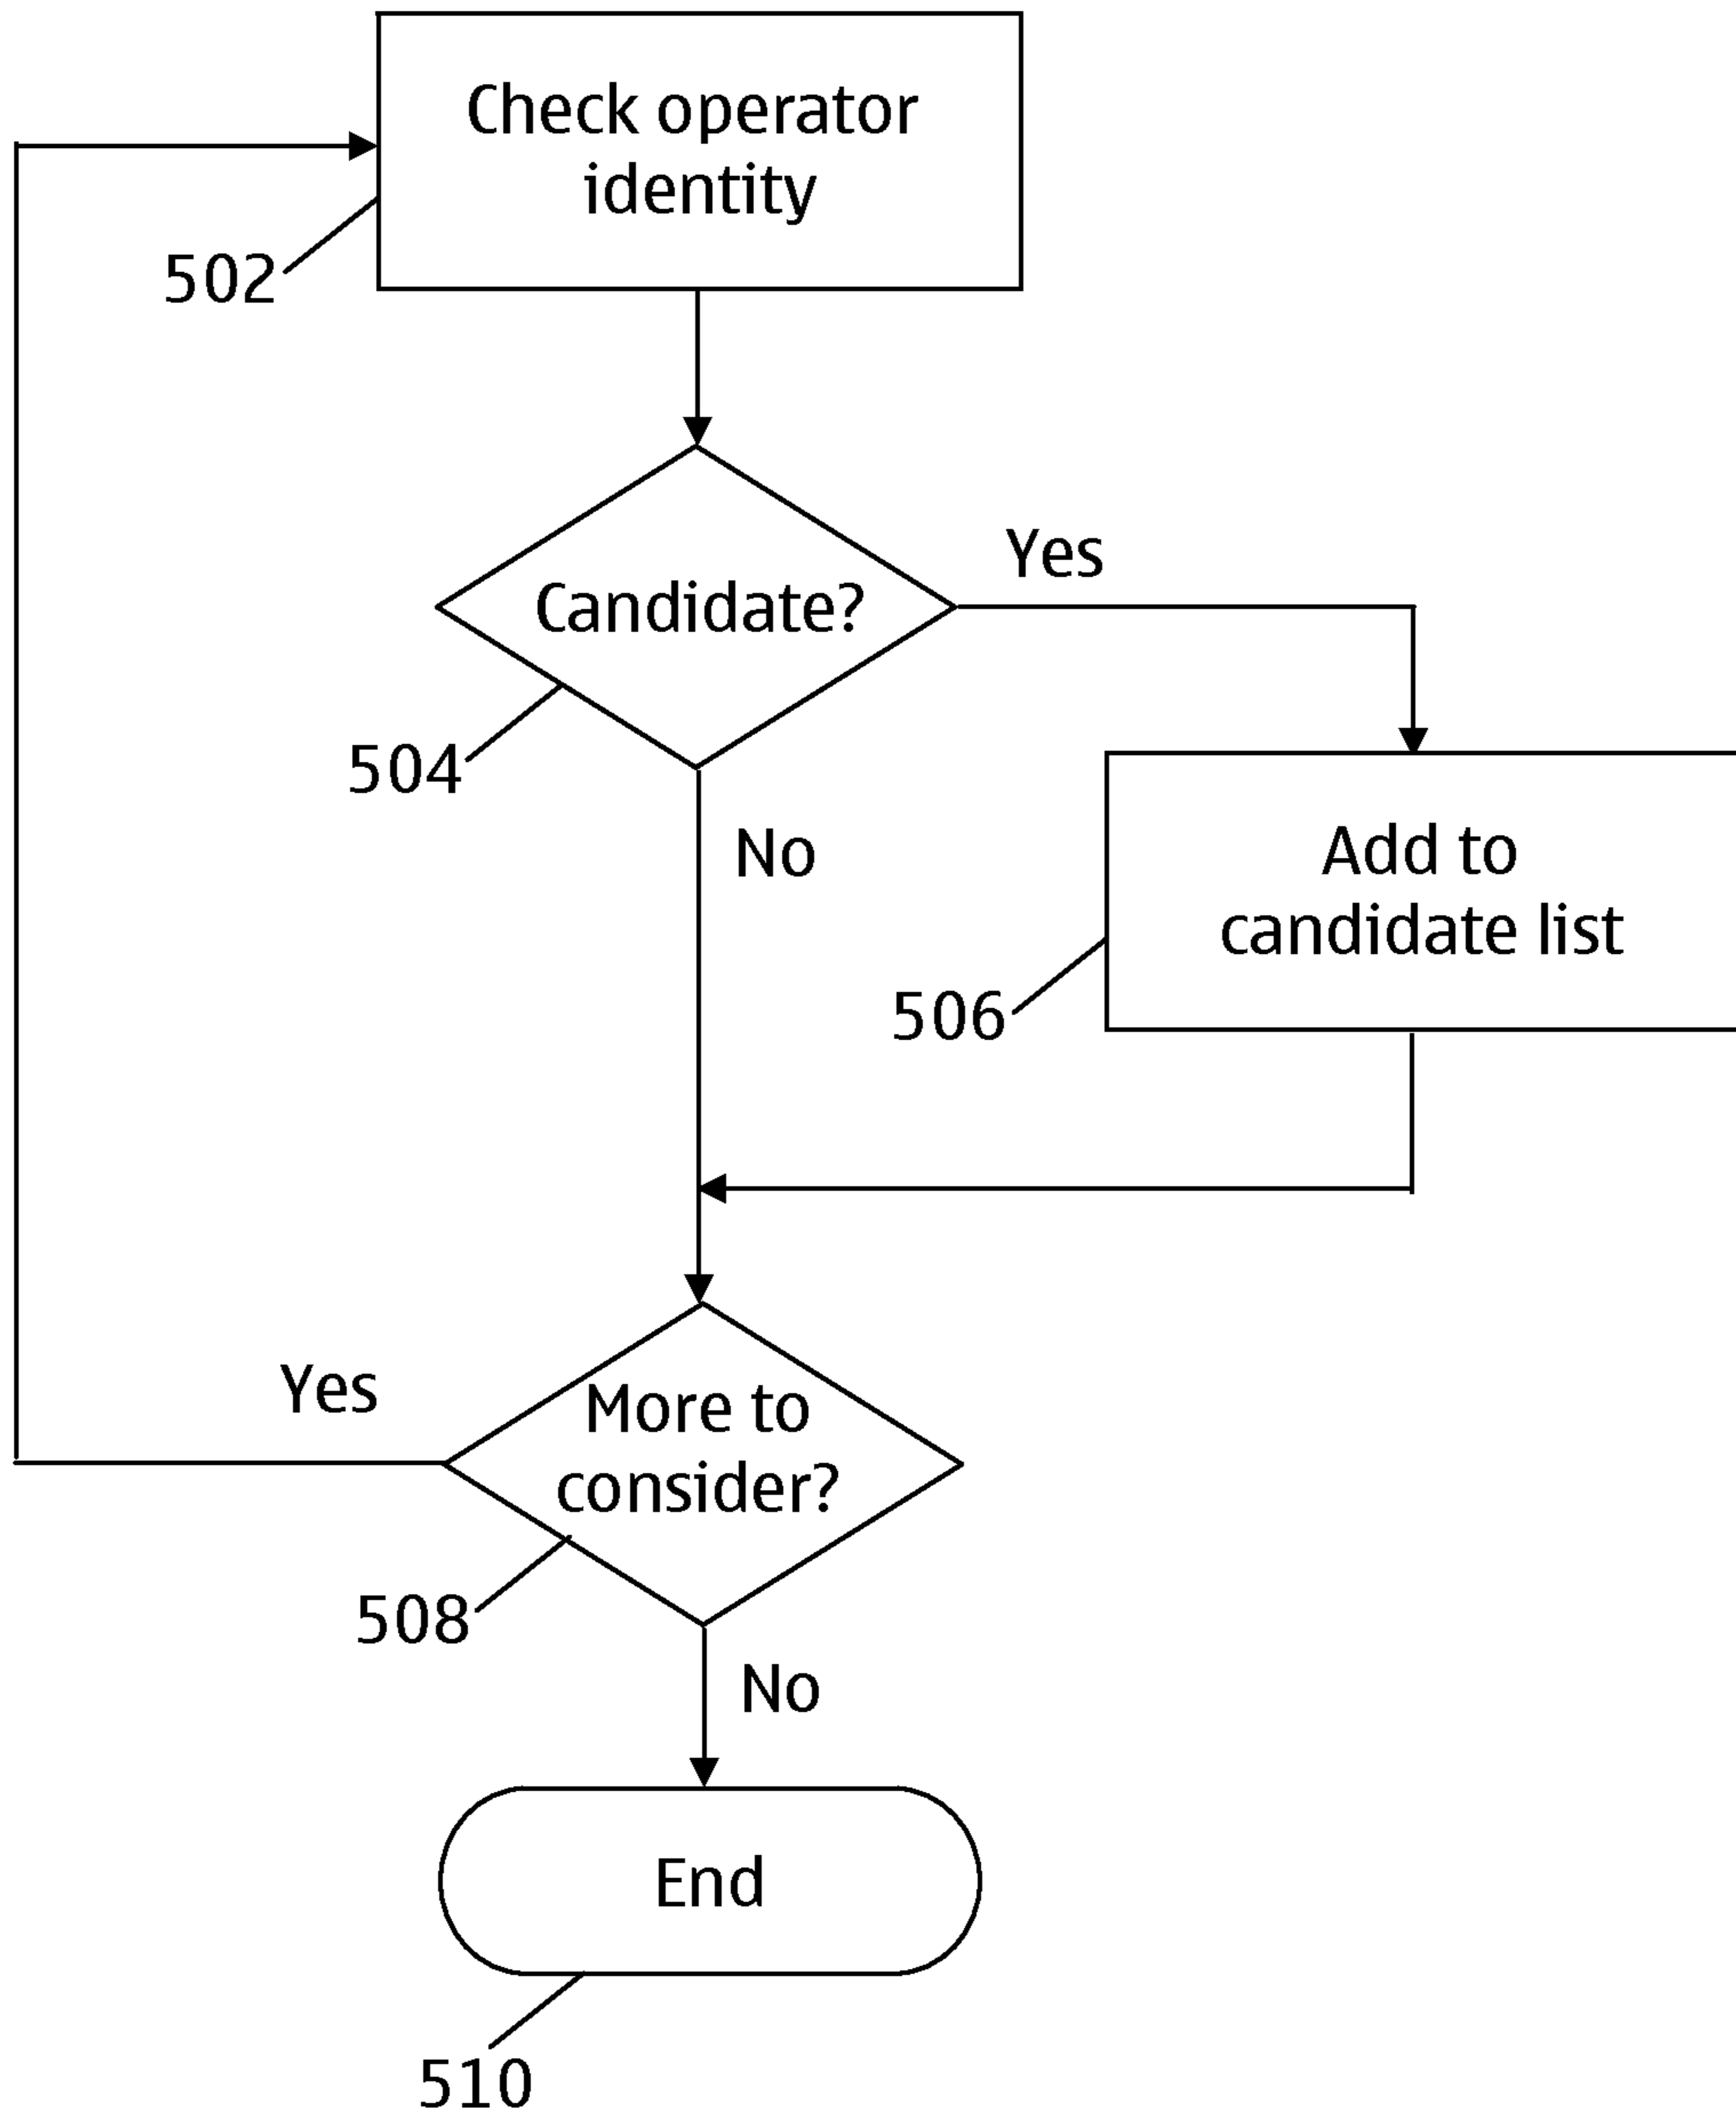 Check operator
identity
502
Candidate?
Yes
504
No
Add to
candidate list
506
Yes
More to
consider?
508
No
End
510